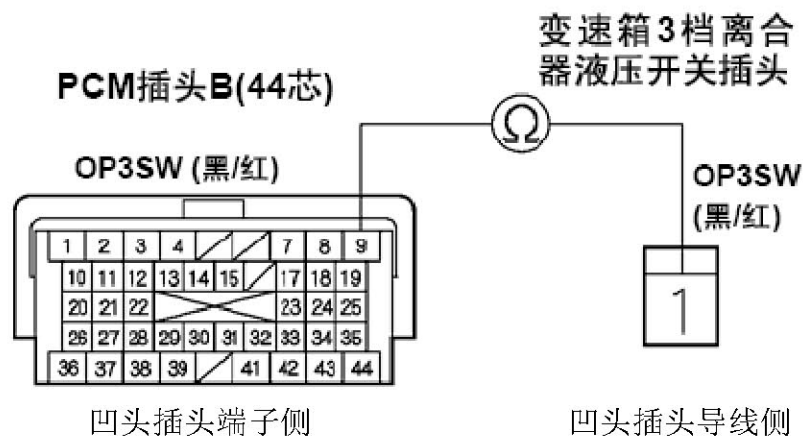 变速箱3档离合
器液压开关插头
PCM插头B(44芯)
Ω
OP3SW (黑/红)
OP3SW
(黑/红)
1 2 3 4 7 8 9
10 11 12 13 14 15 17 18 19
20 21 22 23 24 25
26 27 28 29 30 31 32 33 34 35
36 37 38 39 41 42 43 44
1
凹头插头端子侧
凹头插头导线侧